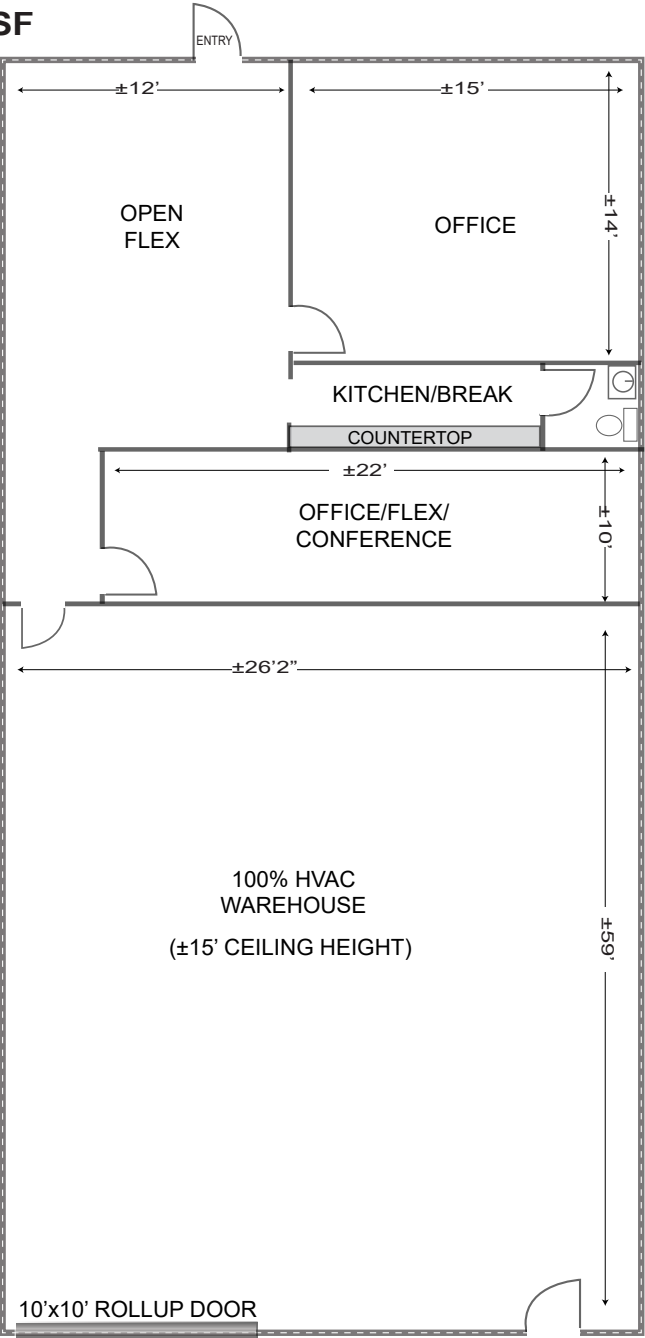 SF
ENTRY
±12’
±15’
OPEN
FLEX
OFFICE
±14’
KITCHEN/BREAK
COUNTERTOP
±22’
OFFICE/FLEX/
CONFERENCE
±10’
±26’2”
100% HVAC
WAREHOUSE
(±15’ CEILING HEIGHT)
±59’
10’x10’ ROLLUP DOOR